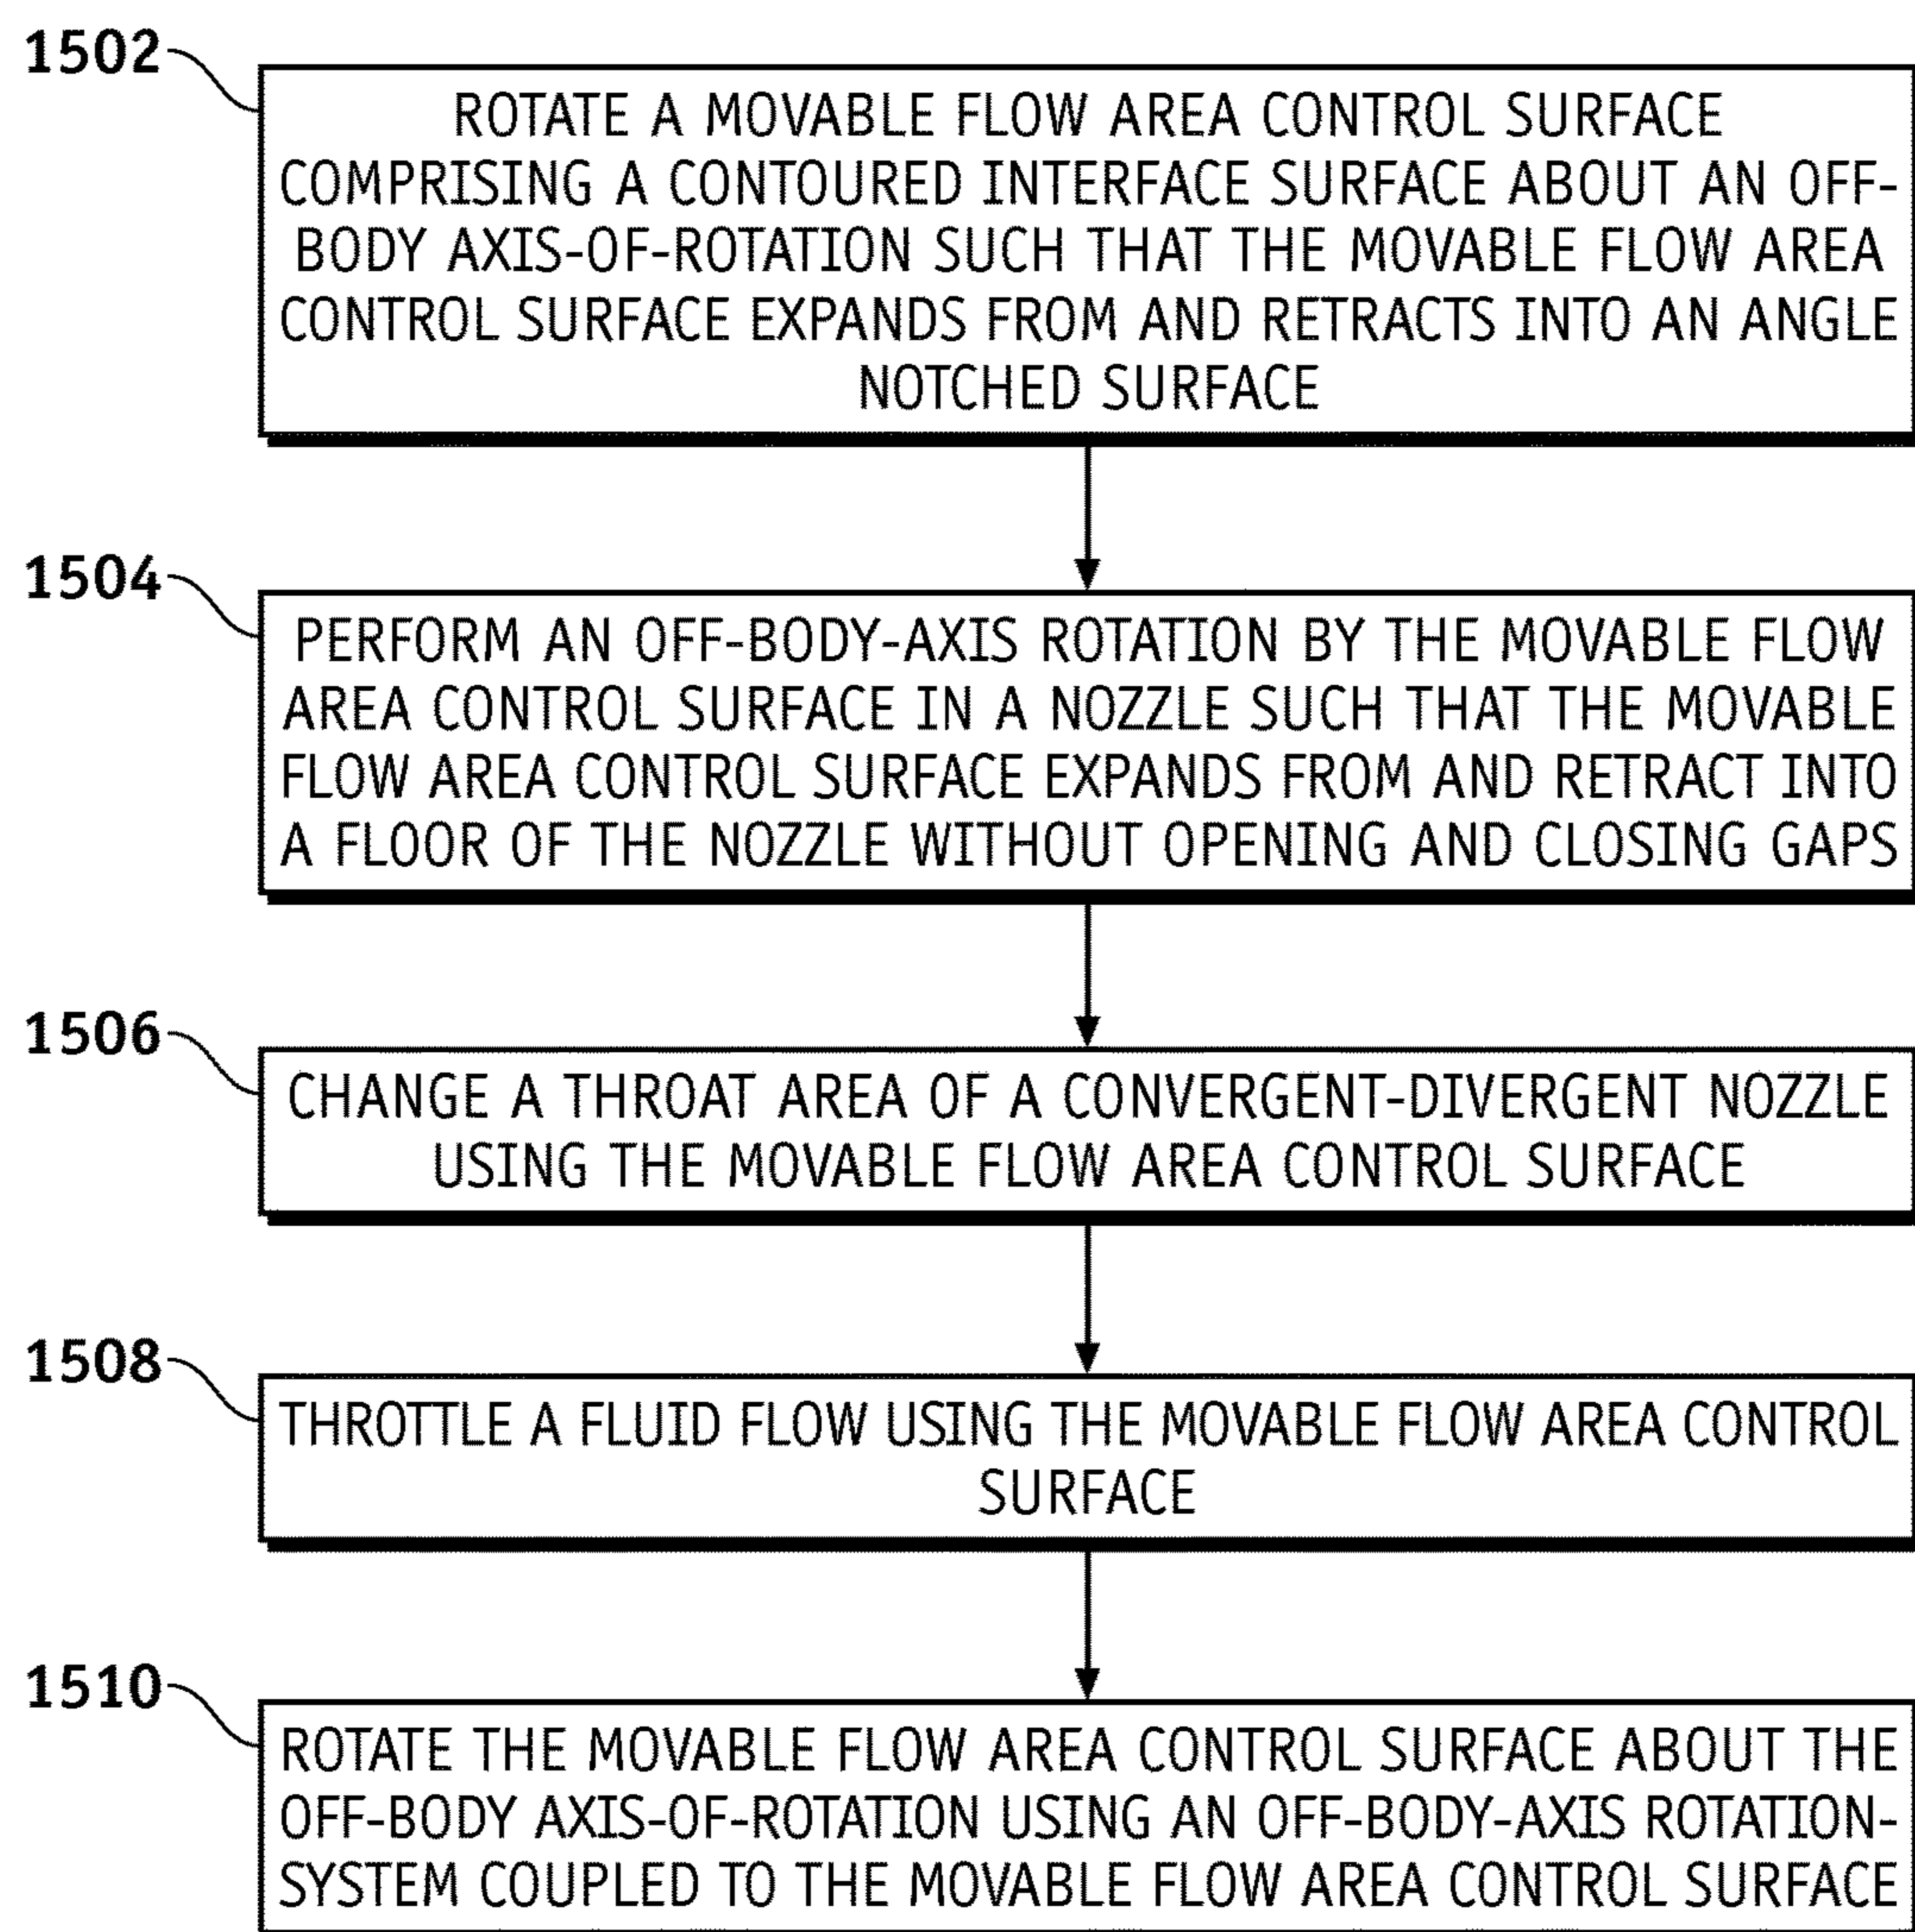 1502
ROTATE A MOVABLE FLOW AREA CONTROL SURFACE
COMPRISING A CONTOURED INTERFACE SURFACE ABOUT AN OFF-
BODY AXIS-OF-ROTATION SUCH THAT THE MOVABLE FLOW AREA
CONTROL SURFACE EXPANDS FROM AND RETRACTS INTO AN ANGLE
NOTCHED SURFACE
1504
PERFORM AN OFF-BODY-AXIS ROTATION BY THE MOVABLE FLOW
AREA CONTROL SURFACE IN A NOZZLE SUCH THAT THE MOVABLE
FLOW AREA CONTROL SURFACE EXPANDS FROM AND RETRACT INTO
A FLOOR OF THE NOZZLE WITHOUT OPENING AND CLOSING GAPS
1506
CHANGE A THROAT AREA OF A CONVERGENT-DIVERGENT NOZZLE
USING THE MOVABLE FLOW AREA CONTROL SURFACE
1508
THROTTLE A FLUID FLOW USING THE MOVABLE FLOW AREA CONTROL
SURFACE
1510
ROTATE THE MOVABLE FLOW AREA CONTROL SURFACE ABOUT THE
OFF-BODY AXIS-OF-ROTATION USING AN OFF-BODY-AXIS ROTATION-
SYSTEM COUPLED TO THE MOVABLE FLOW AREA CONTROL SURFACE